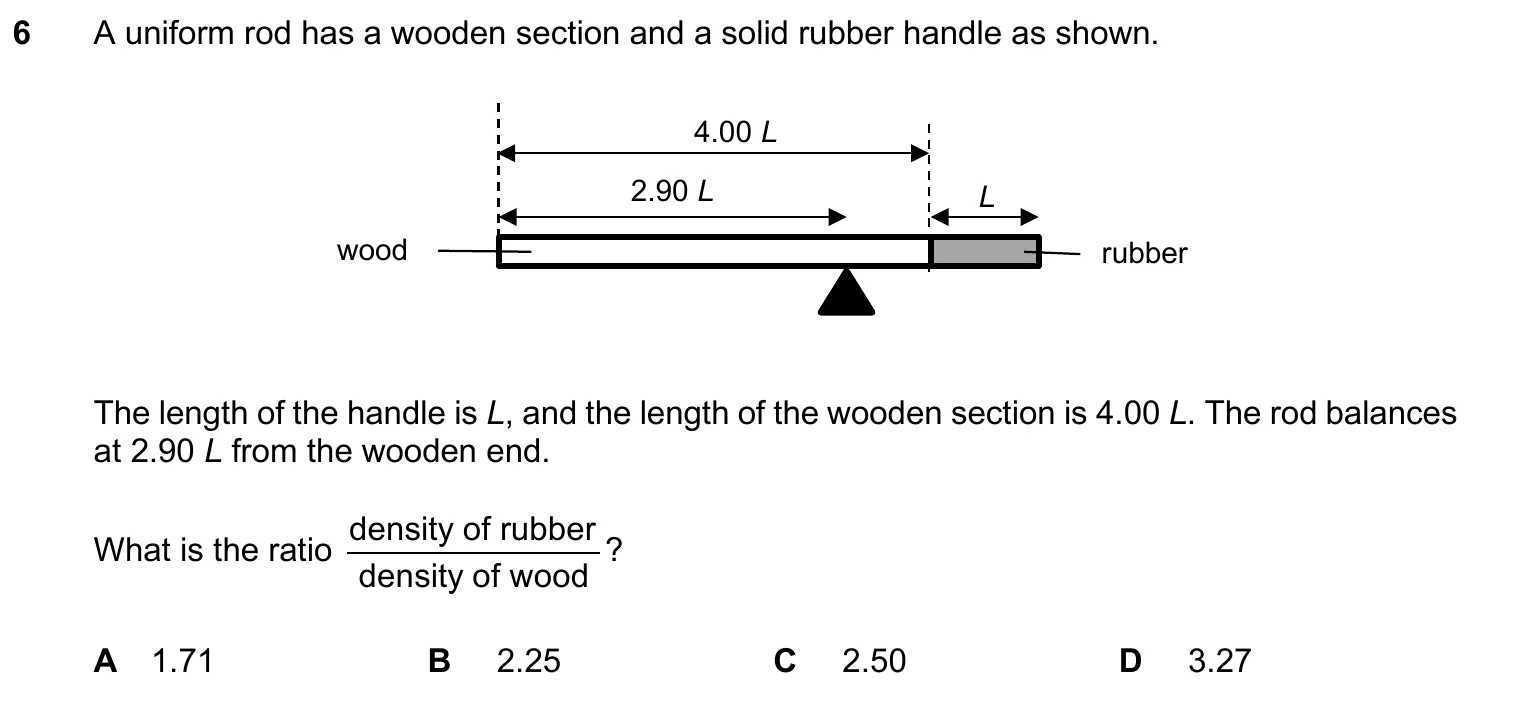 6 A uniform rod has a wooden section and a solid rubber handle as shown.
4.00 L
2.90 L
L
wood
rubber
The length of the handle is L, and the length of the wooden section is 4.00 L. The rod balances
at 2.90 L from the wooden end.
What is the ratio density of rubber / density of wood ?
A 1.71 B 2.25 C 2.50 D 3.27